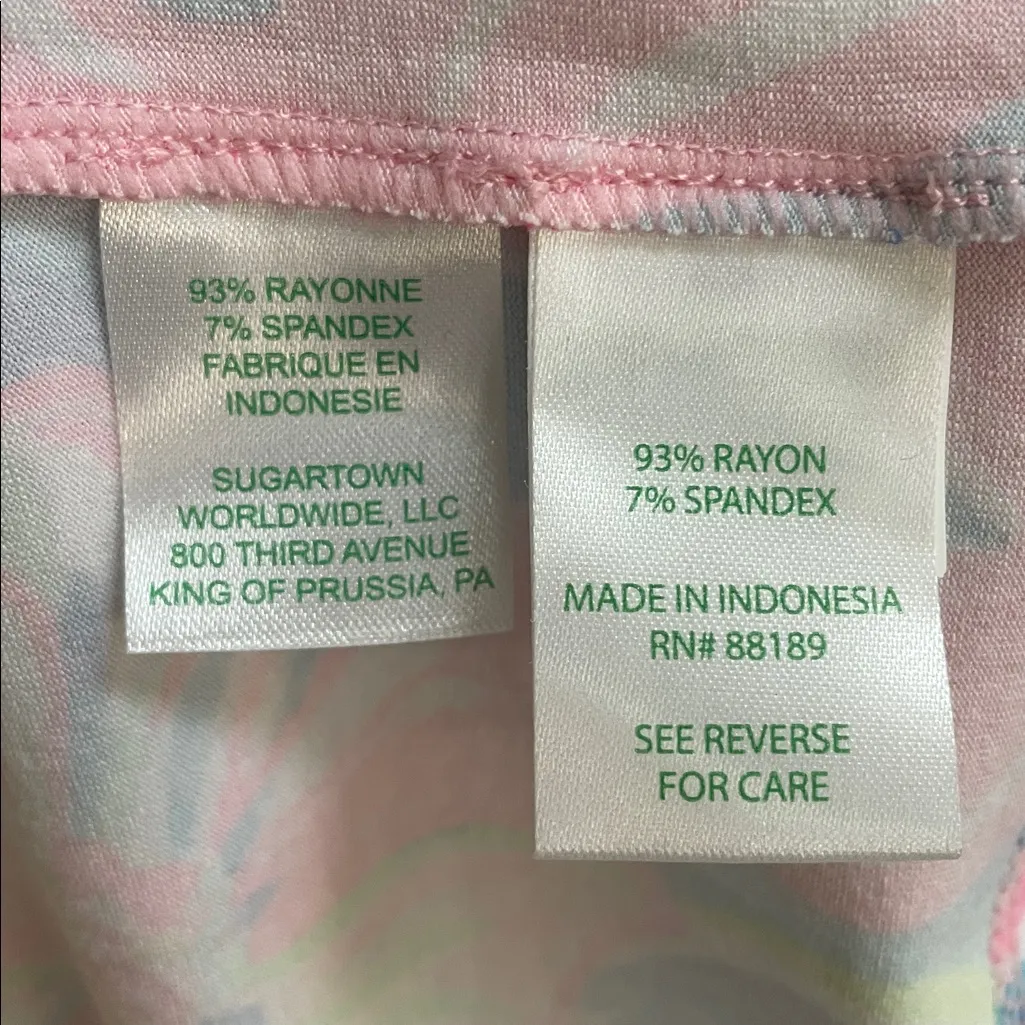 93% RAYONNE
7% SPANDEX
FABRIQUE EN
INDONESIE
SUGARTOWN
WORLDWIDE, LLC
800 THIRD AVENUE
KING OF PRUSSIA, PA
93% RAYON
7% SPANDEX
MADE IN INDONESIA
RN# 88189
SEE REVERSE
FOR CARE